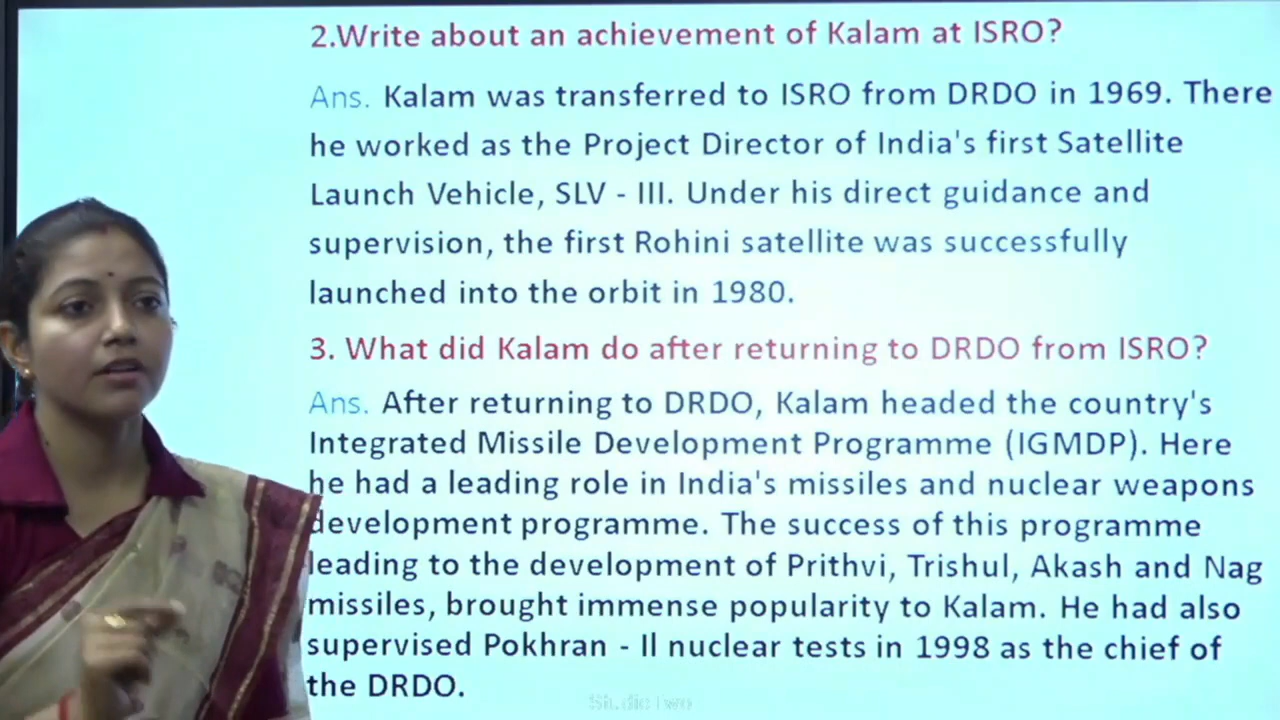 2.Write about an achievement of Kalam at ISRO?
Ans. Kalam was transferred to ISRO from DRDO in 1969. There
he worked as the Project Director of India's first Satellite
Launch Vehicle, SLV - III. Under his direct guidance and
supervision, the first Rohini satellite was successfully
launched into the orbit in 1980.
3. What did Kalam do after returning to DRDO from ISRO?
Ans. After returning to DRDO, Kalam headed the country's
Integrated Missile Development Programme (IGMDP). Here
he had a leading role in India's missiles and nuclear weapons
development programme. The success of this programme
leading to the development of Prithvi, Trishul, Akash and Nag
missiles, brought immense popularity to Kalam. He had also
supervised Pokhran - II nuclear tests in 1998 as the chief of
the DRDO.